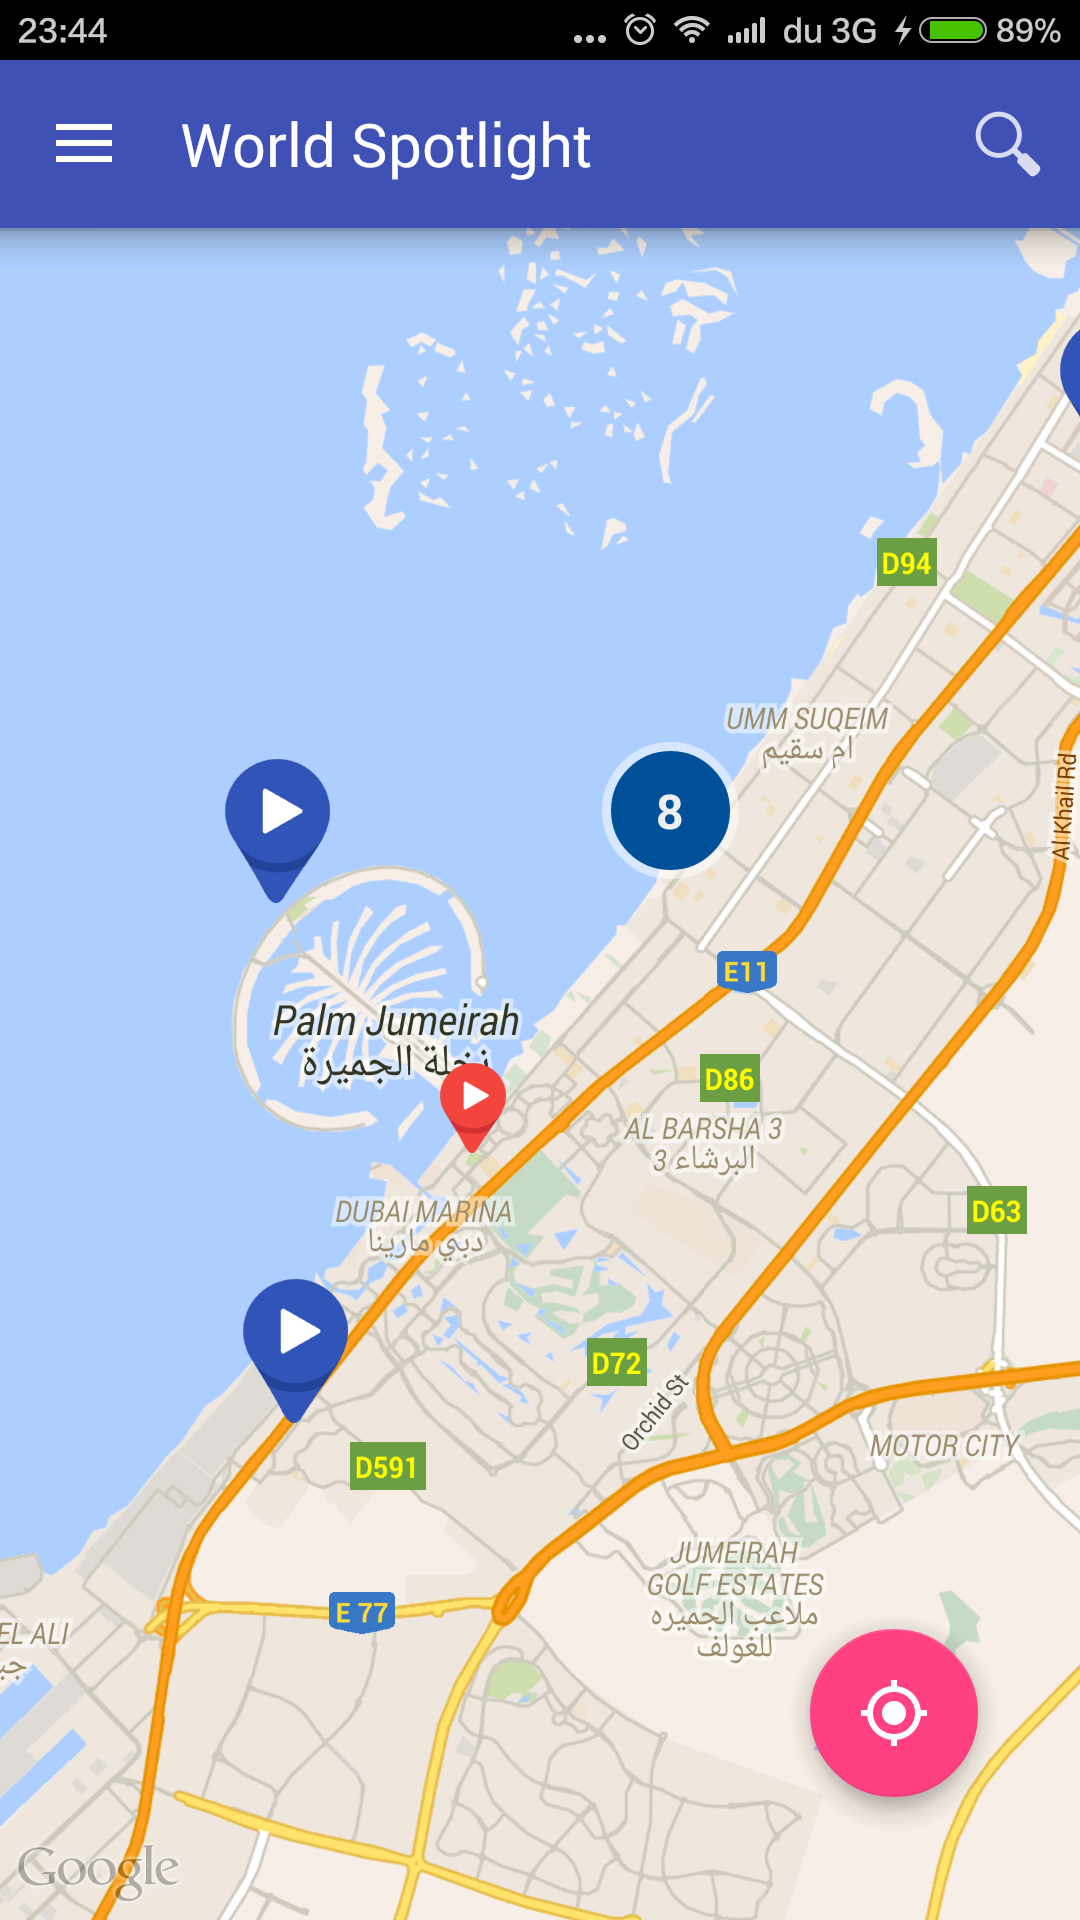 23:44 ... du 3G 89%
World Spotlight
D94
UMM SUQEIM
ام سقيم
Al Khail Rd
8
E11
Palm Jumeirah
نخلة الجميرة
D86
AL BARSHA 3
البرشاء 3
D63
DUBAI MARINA
دبي مارينا
D72
Orchid St
MOTOR CITY
D591
JUMEIRAH
GOLF ESTATES
ملاعب الجميره
للغولف
E 77
EL ALI
جب
Google